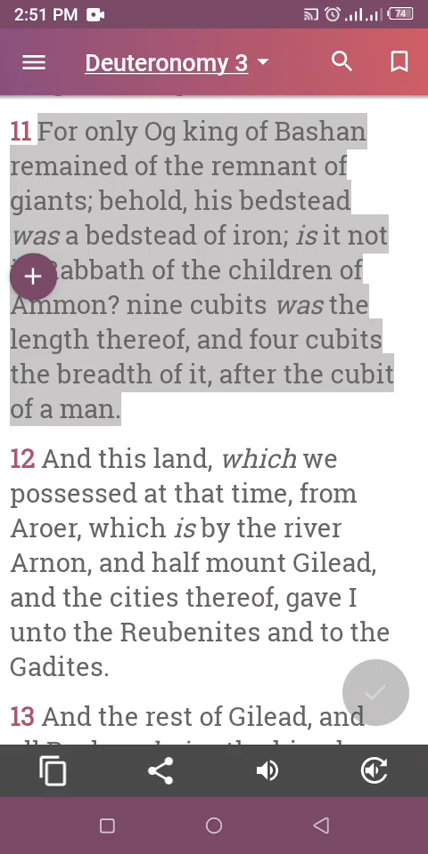 2:51 PM
74
Deuteronomy 3
11 For only Og king of Bashan
remained of the remnant of
giants; behold, his bedstead
was a bedstead of iron; is it not
abbath of the children of
Ammon? nine cubits was the
length thereof, and four cubits
the breadth of it, after the cubit
of a man.
12 And this land, which we
possessed at that time, from
Aroer, which is by the river
Arnon, and half mount Gilead,
and the cities thereof, gave I
unto the Reubenites and to the
Gadites.
13 And the rest of Gilead, and